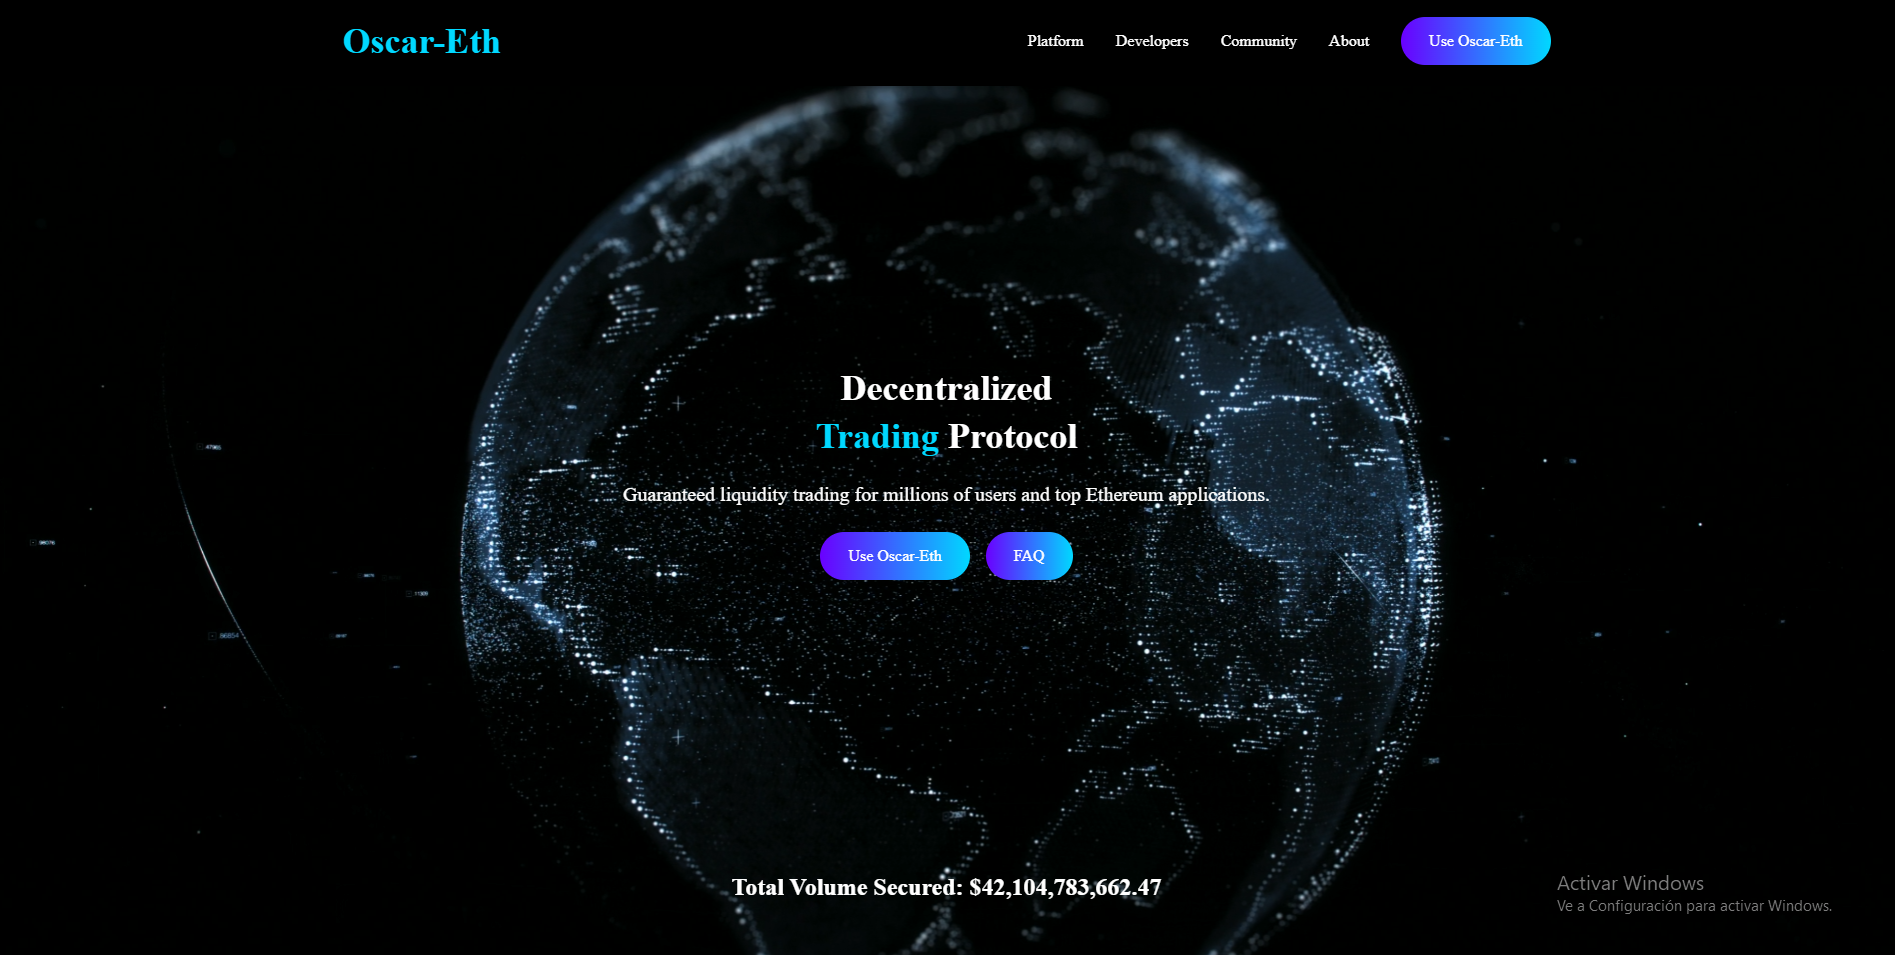 Oscar-Eth
Platform
Developers
Community
About
Use Oscar-Eth
Decentralized
Trading Protocol
Guaranteed liquidity trading for millions of users and top Ethereum applications.
Use Oscar-Eth
FAQ
Total Volume Secured: $42,104,783,662.47
Activar Windows
Ve a Configuración para activar Windows.